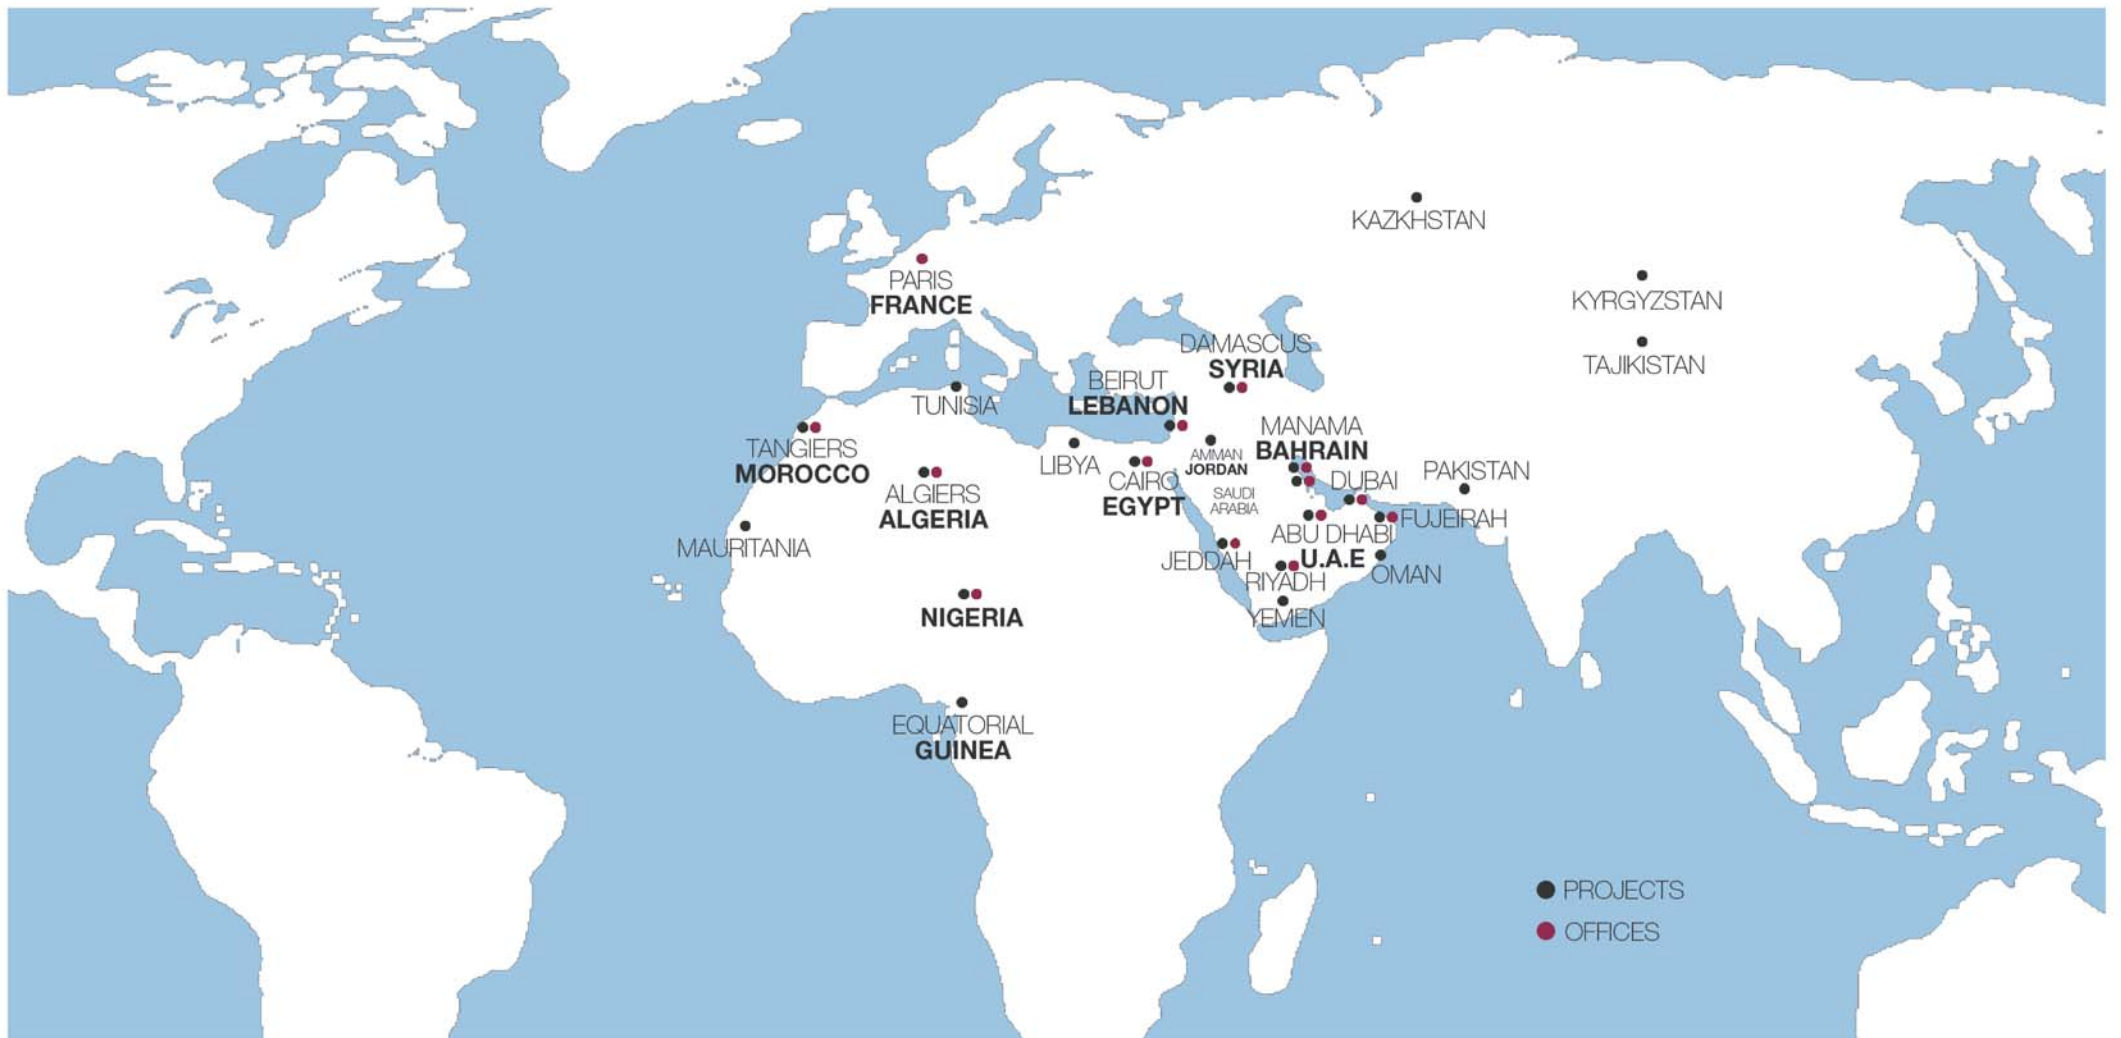 KAZKHSTAN
PARIS
FRANCE
KYRGYZSTAN
TAJIKISTAN
DAMASCUS
SYRIA
BEIRUT
LEBANON
TUNISIA
TANGIERS
MOROCCO
ALGIERS
ALGERIA
LIBYA
CAIRO
EGYPT
AMMAN
JORDAN
MANAMA
BAHRAIN
SAUDI
ARABIA
DUBAI
PAKISTAN
FUJEIRAH
ABU DHABI
U.A.E
MAURITANIA
JEDDAH
RIYADH
OMAN
YEMEN
NIGERIA
EQUATORIAL
GUINEA
PROJECTS
OFFICES